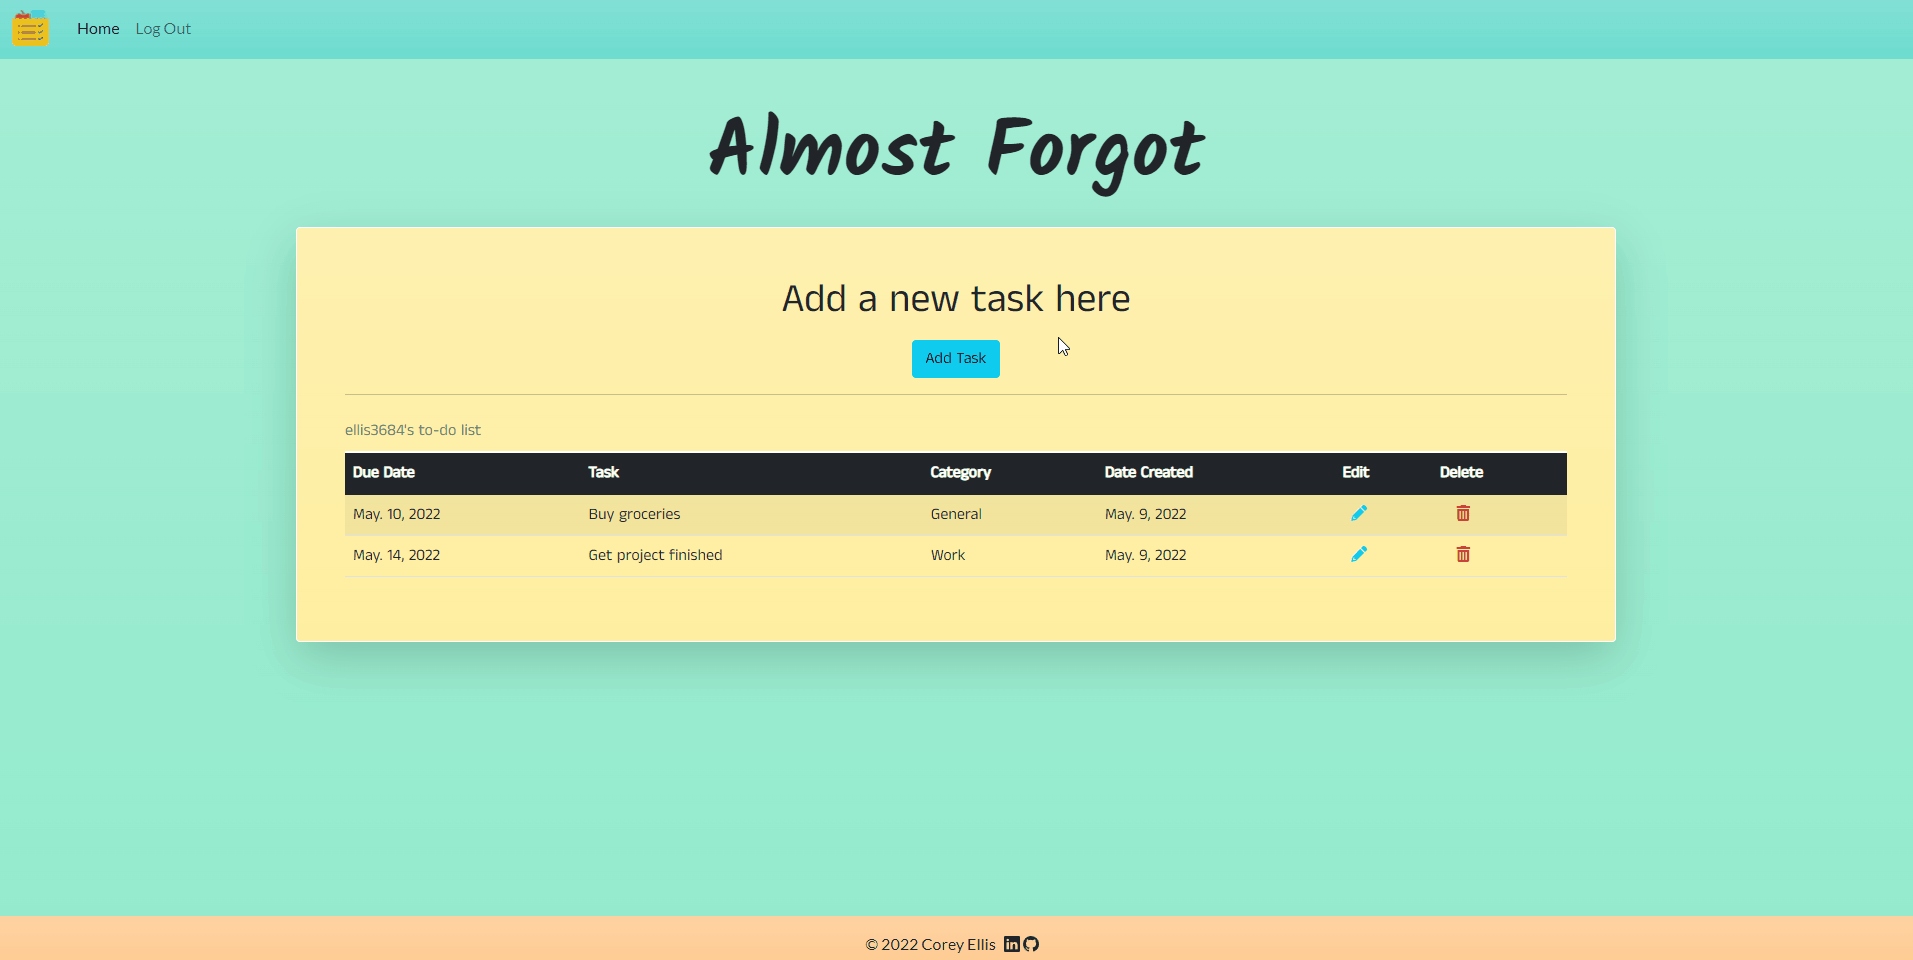 Home Log Out
Almost Forgot
Add a new task here
Add Task
ellis3684's to-do list
Due Date Task Category Date Created Edit Delete
May. 10, 2022 Buy groceries General May. 9, 2022
May. 14, 2022 Get project finished Work May. 9, 2022
© 2022 Corey Ellis in